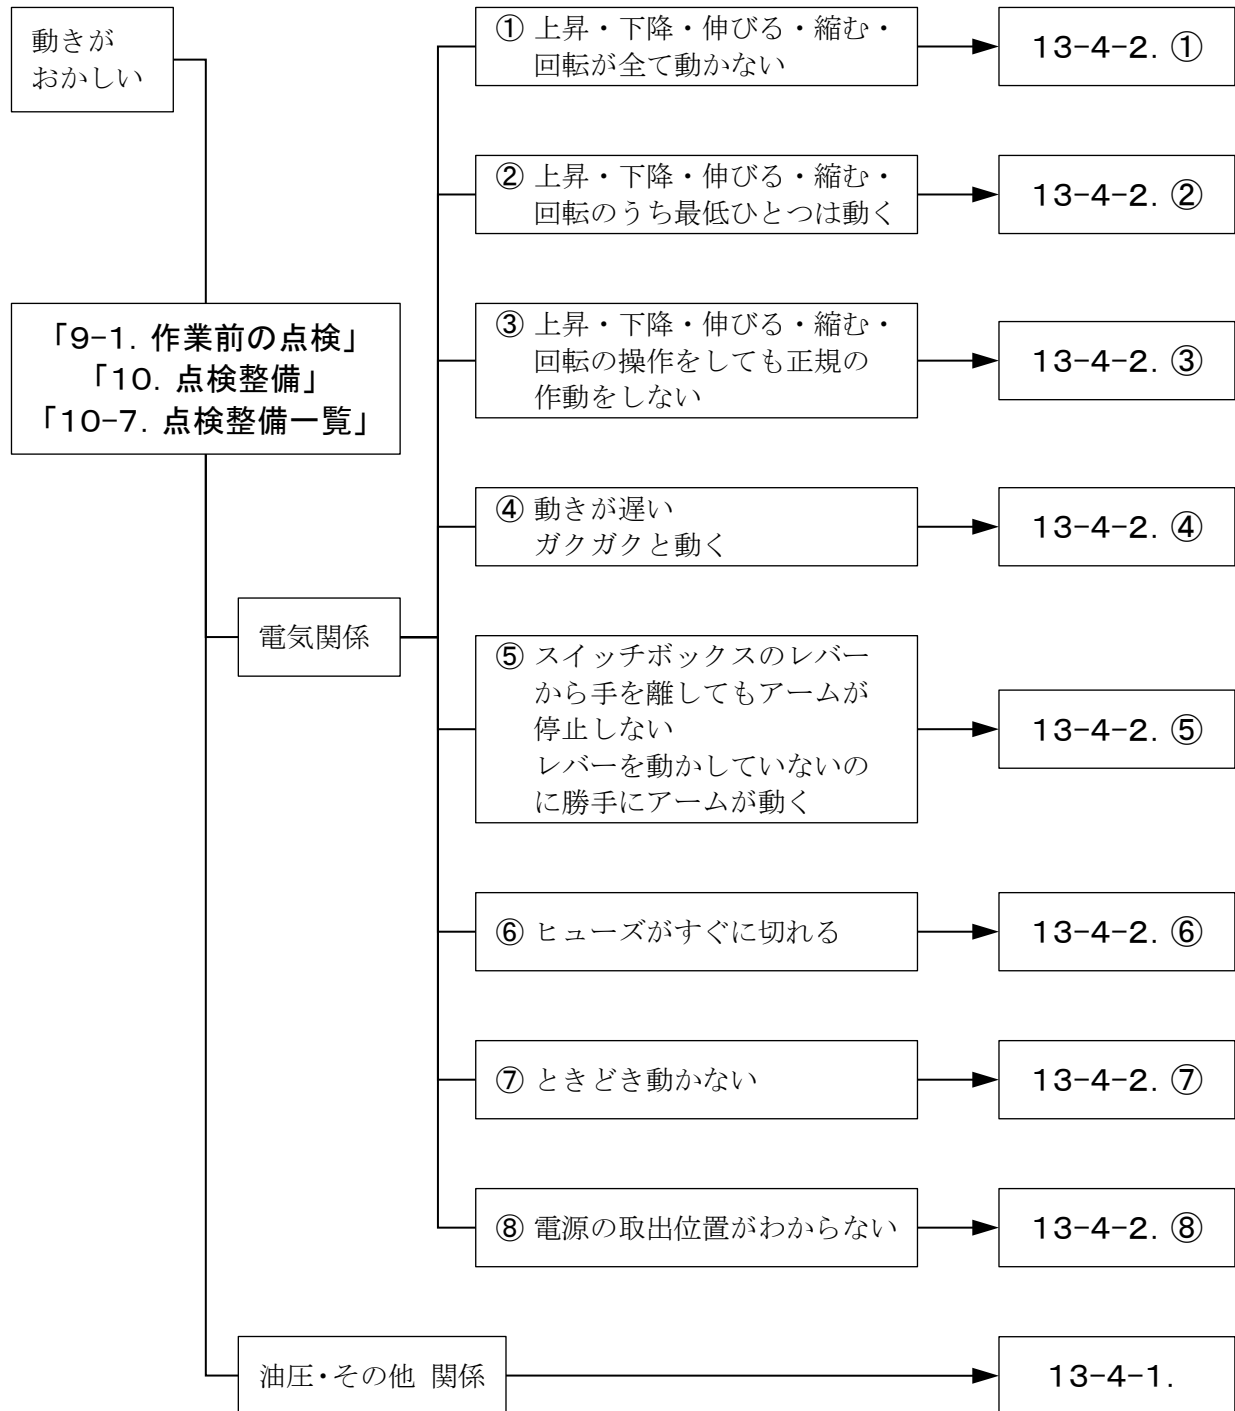 動きが
おかしい
「9-1. 作業前の点検」
「10. 点検整備」
「10-7. 点検整備一覧」
電気関係
① 上昇・下降・伸びる・縮む・
回転が全て動かない
13-4-2. ①
② 上昇・下降・伸びる・縮む・
回転のうち最低ひとつは動く
13-4-2. ②
③ 上昇・下降・伸びる・縮む・
回転の操作をしても正規の
作動をしない
13-4-2. ③
④ 動きが遅い
ガクガクと動く
13-4-2. ④
⑤ スイッチボックスのレバー
から手を離してもアームが
停止しない
レバーを動かしていないの
に勝手にアームが動く
13-4-2. ⑤
⑥ ヒューズがすぐに切れる
13-4-2. ⑥
⑦ ときどき動かない
13-4-2. ⑦
⑧ 電源の取出位置がわからない
13-4-2. ⑧
油圧・その他 関係
13-4-1.